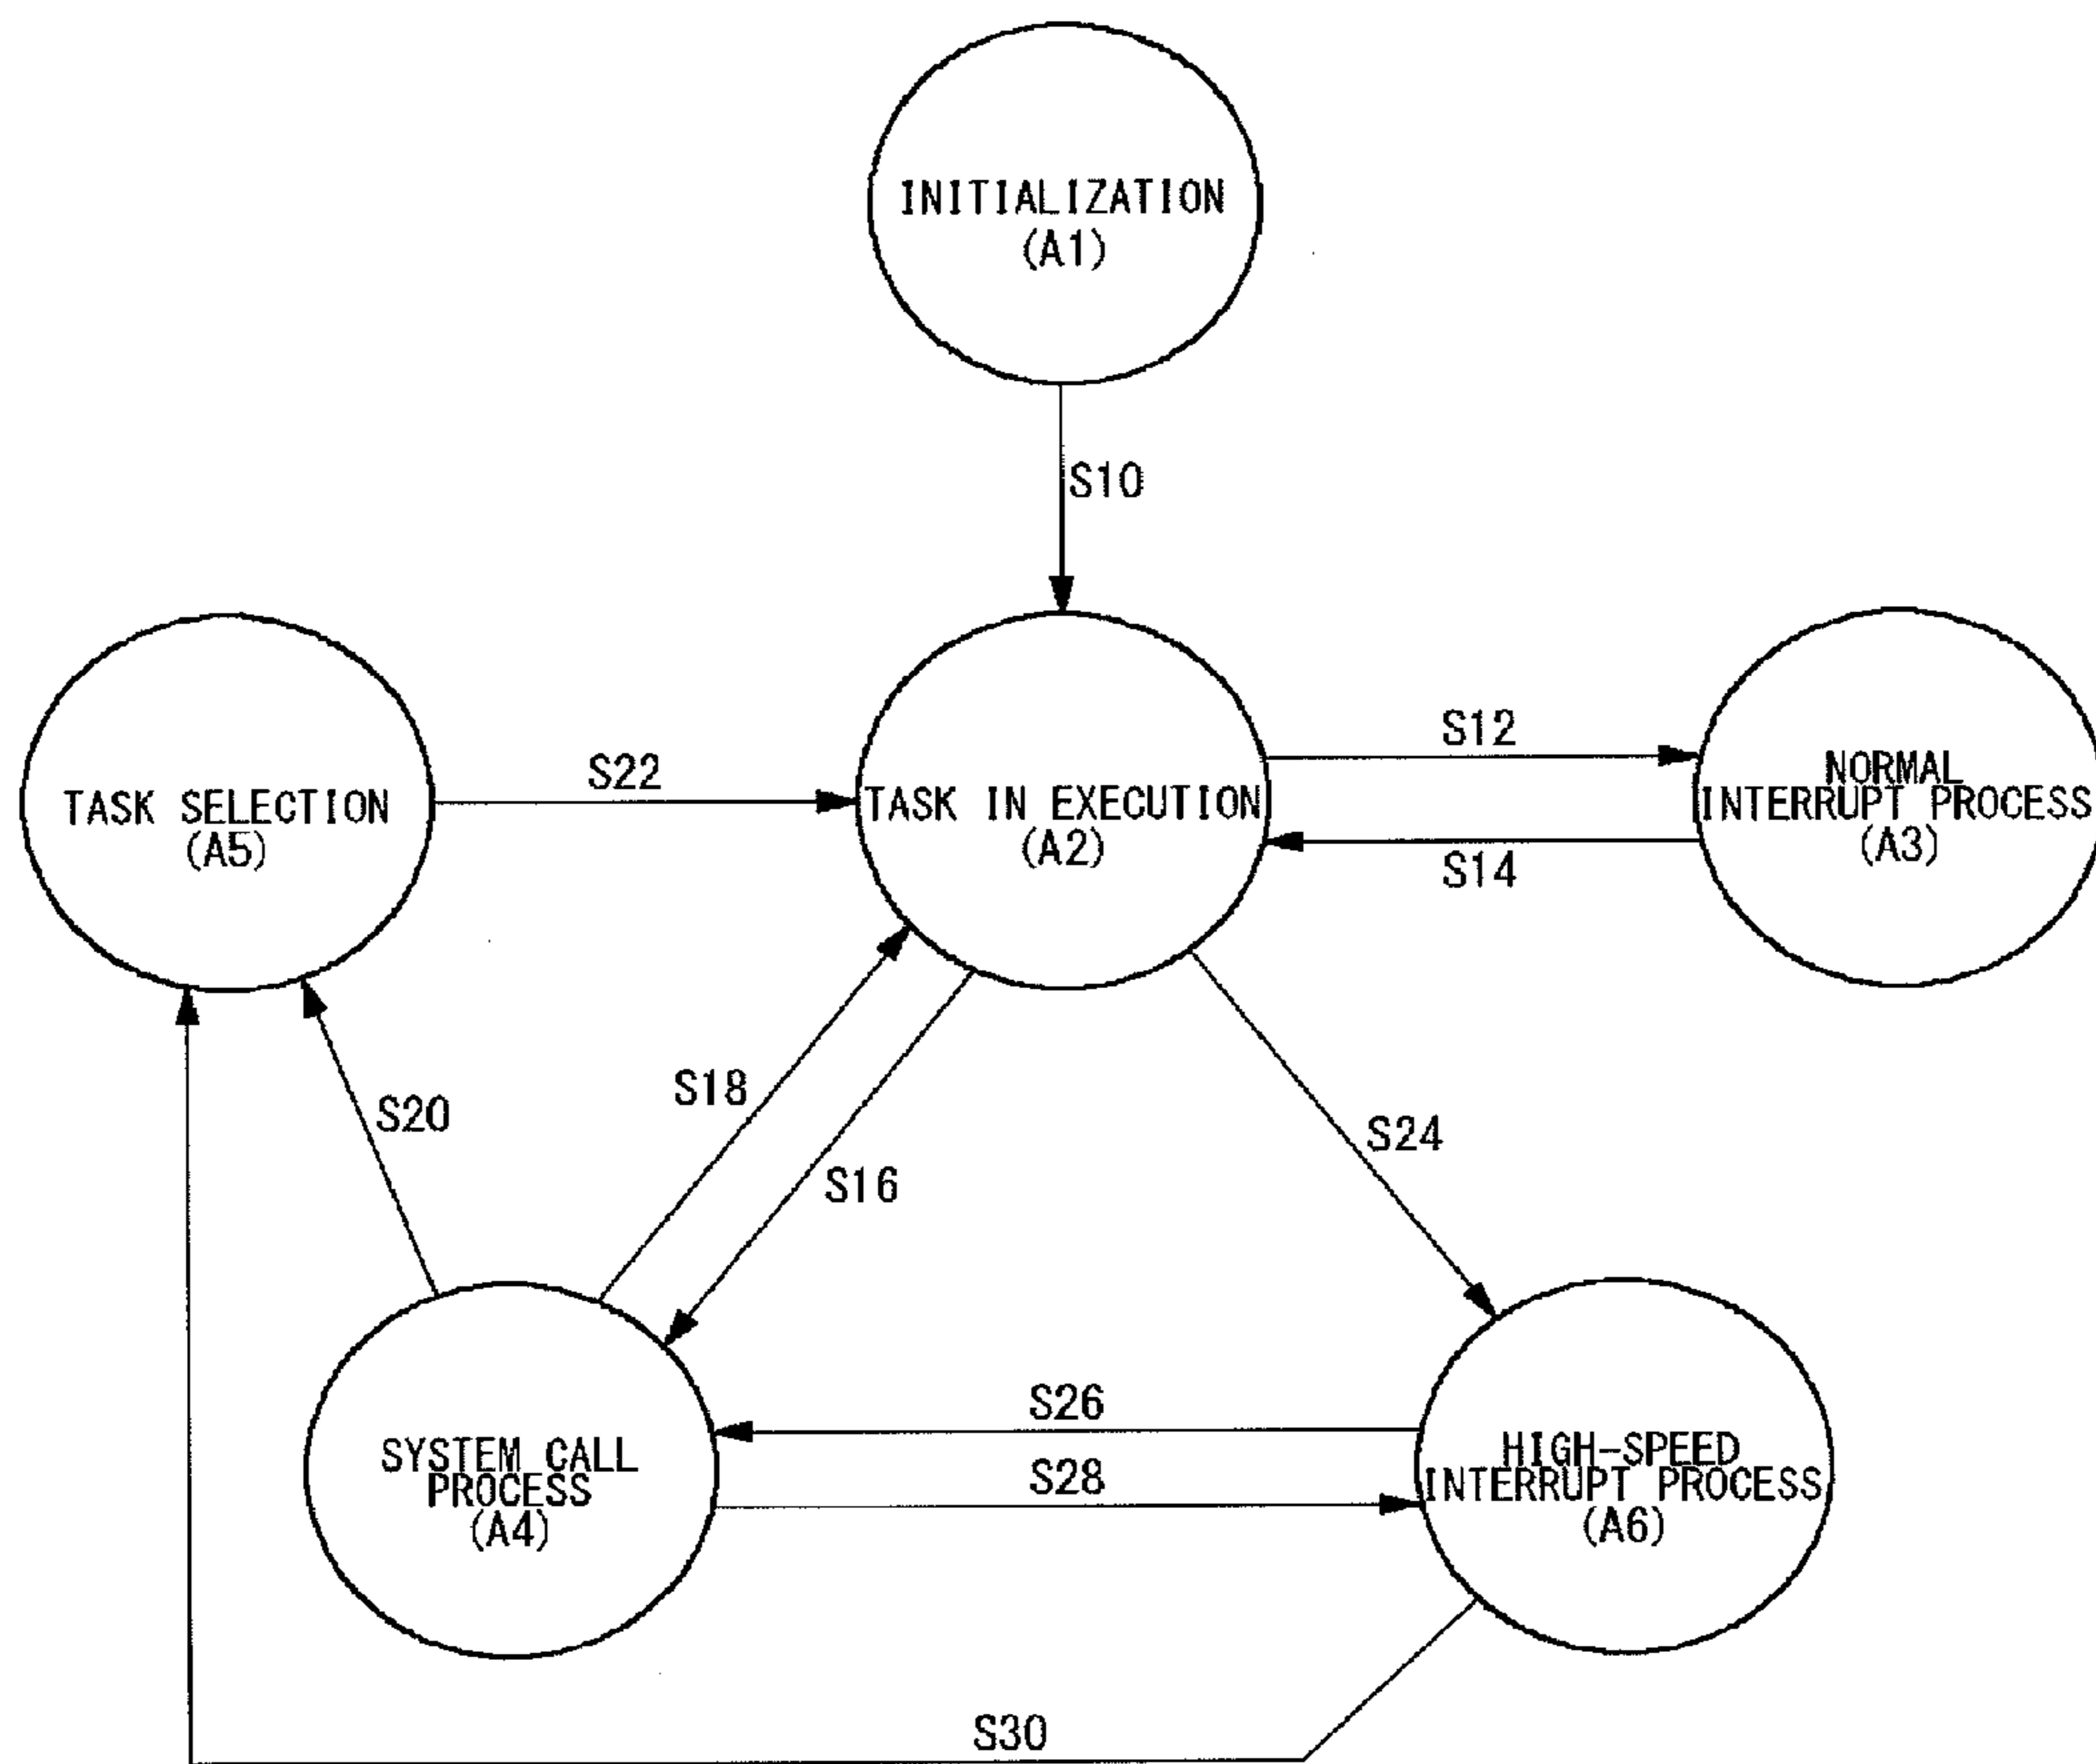 INITIALIZATION
(A1)
S10
S12
NORMAL
INTERRUPT PROCESS
(A3)
S22
TASK SELECTION
(A5)
TASK IN EXECUTION
(A2)
S14
S18
S20
S16
S24
S26
SYSTEM CALL
PROCESS
(A4)
S28
HIGH-SPEED
INTERRUPT PROCESS
(A6)
S30